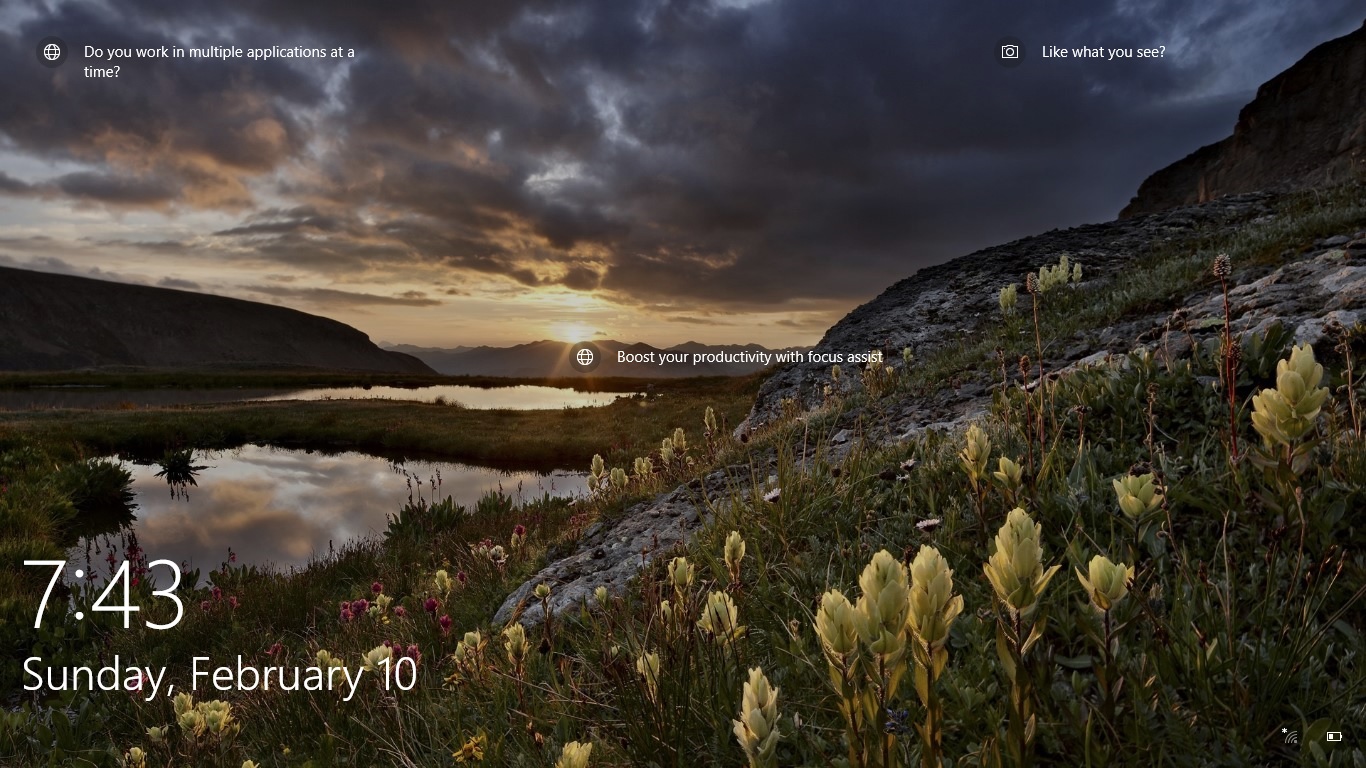 Do you work in multiple applications at a
time?
Like what you see?
Boost your productivity with focus assist
7:43
Sunday, February 10